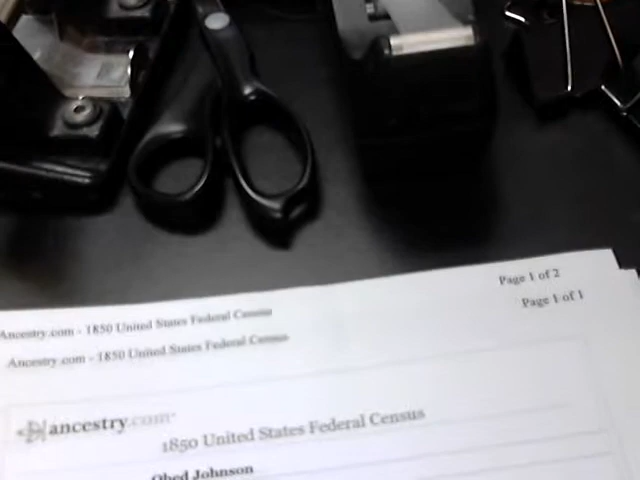 Page 1 of 2
Ancestry.com - 1850 United States Federal Census
Page 1 of 1
Ancestry.com - 1850 United States Federal Census
ancestry.com
1850 United States Federal Census
Obed Johnson